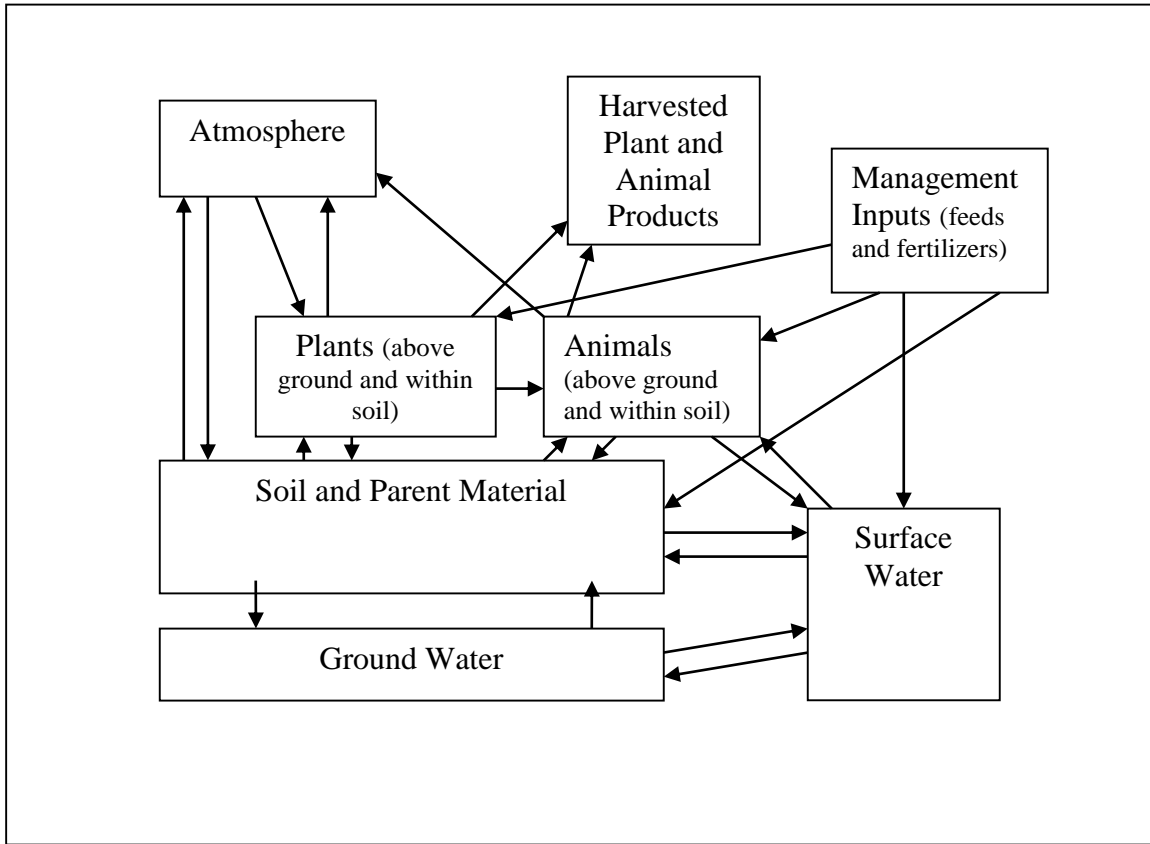 Atmosphere
Harvested
Plant and
Animal
Products
Management
Inputs (feeds
and fertilizers)
Plants (above
ground and within
soil)
Animals
(above ground
and within soil)
Soil and Parent Material
Surface
Water
Ground Water